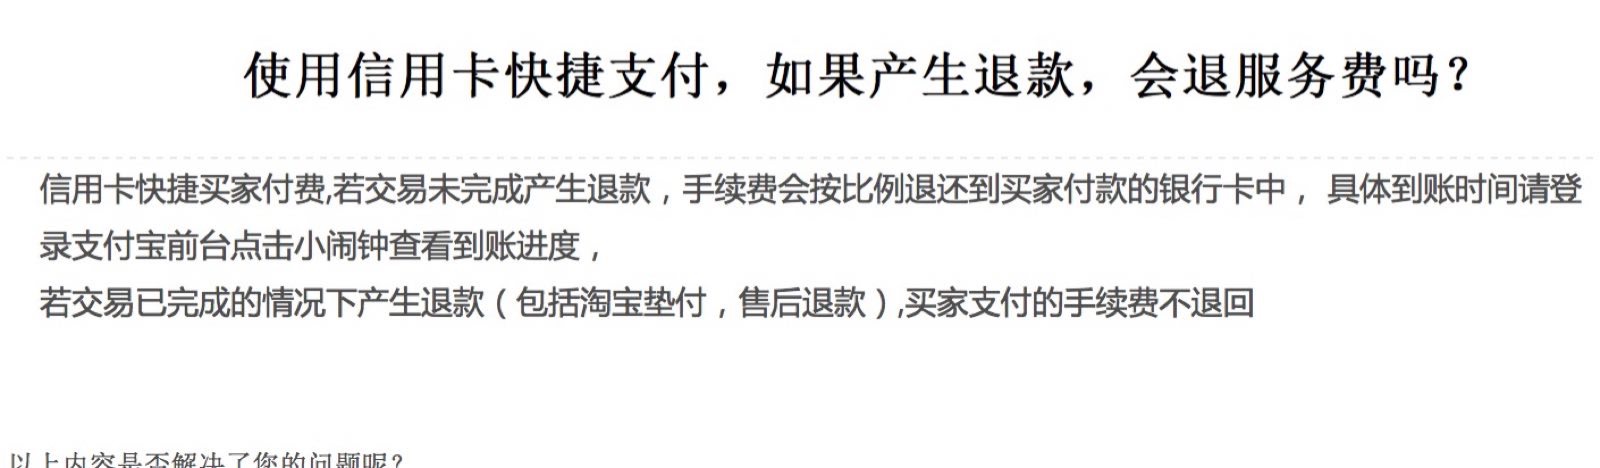 使用信用卡快捷支付，如果产生退款，会退服务费吗？
信用卡快捷买家付费,若交易未完成产生退款，手续费会按比例退还到买家付款的银行卡中， 具体到账时间请登
录支付宝前台点击小闹钟查看到账进度，
若交易已完成的情况下产生退款（包括淘宝垫付，售后退款）,买家支付的手续费不退回
以上内容是否解决了您的问题呢？